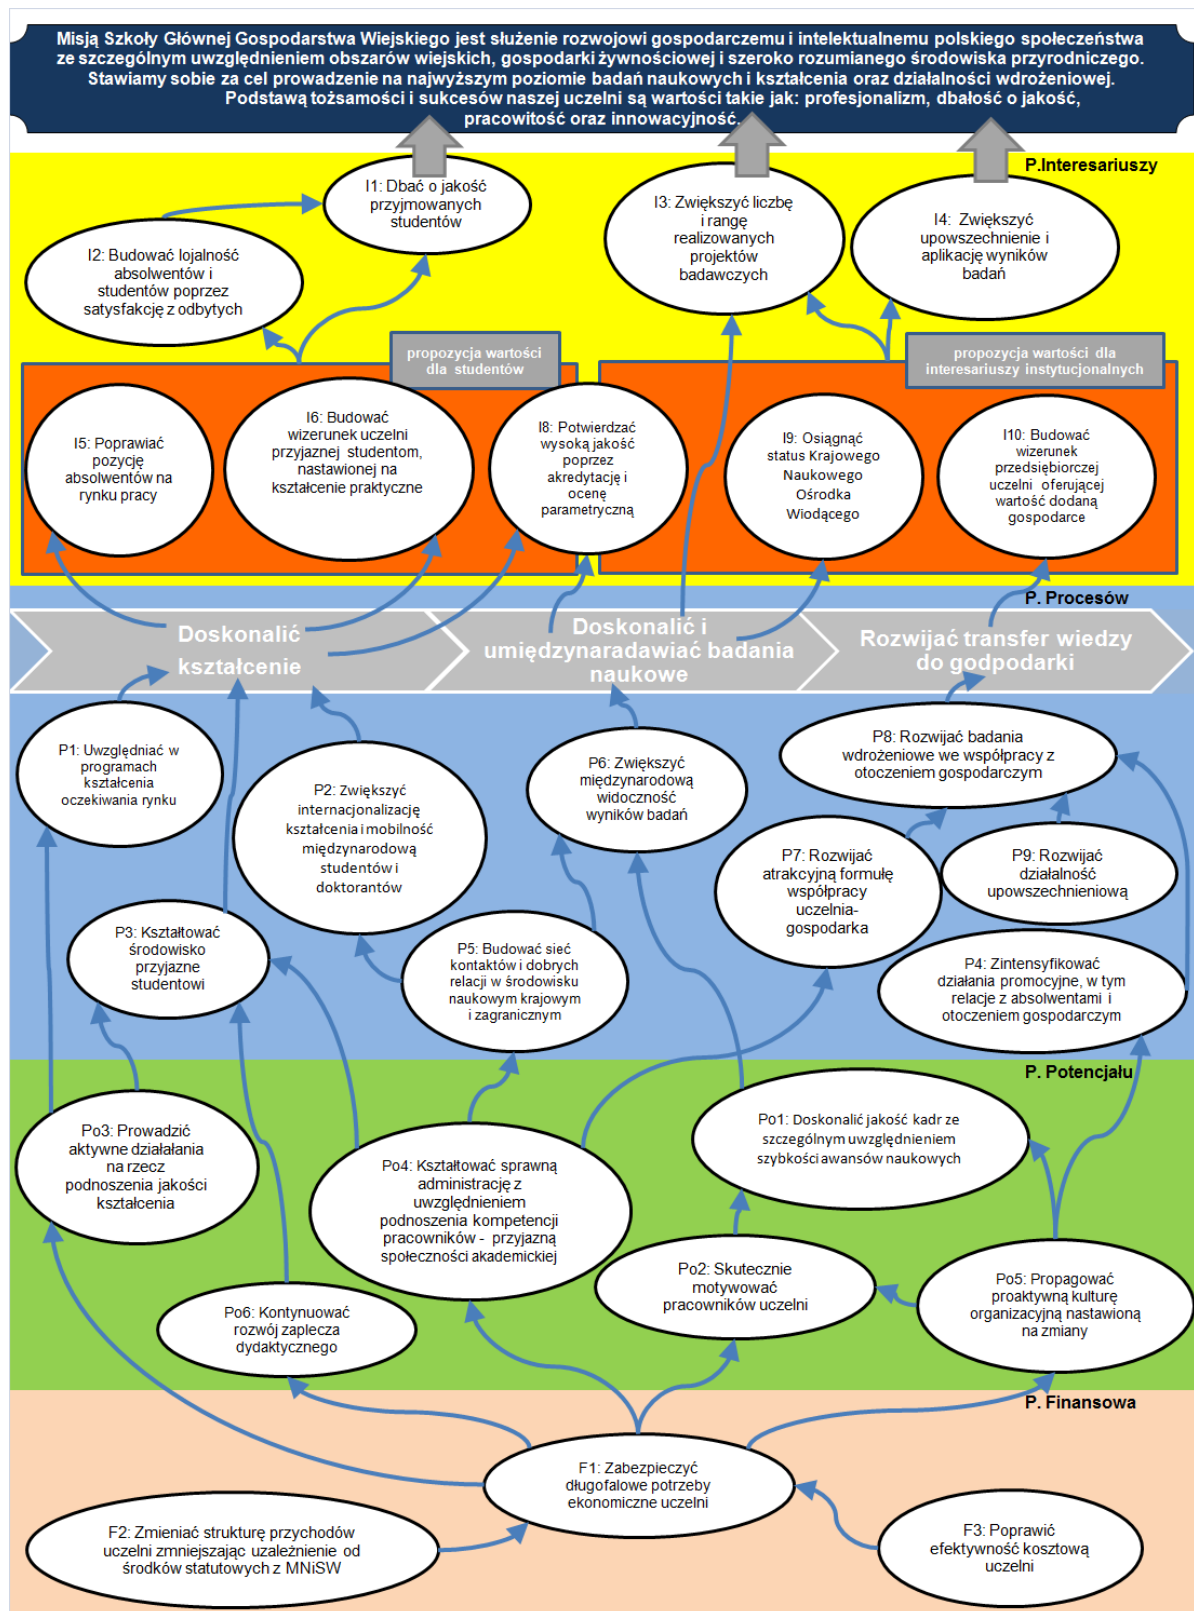 Misją Szkoły Głównej Gospodarstwa Wiejskiego jest służenie rozwojowi gospodarczemu i intelektualnemu polskiego społeczeństwa
ze szczególnym uwzględnieniem obszarów wiejskich, gospodarki żywnościowej i szeroko rozumianego środowiska przyrodniczego.
Stawiamy sobie za cel prowadzenie na najwyższym poziomie badań naukowych i kształcenia oraz działalności wdrożeniowej.
Podstawą tożsamości i sukcesów naszej uczelni są wartości takie jak: profesjonalizm, dbałość o jakość,
pracowitość oraz innowacyjność.
P.Interesariuszy
I1: Dbać o jakość
przyjmowanych
studentów
I2: Budować lojalność
absolwentów i
studentów poprzez
satysfakcję z odbytych
I3: Zwiększyć liczbę
i rangę
realizowanych
projektów
badawczych
I4: Zwiększyć
upowszechnienie i
aplikację wyników
badań
propozycja wartości
dla studentów
propozycja wartości dla
interesariuszy instytucjonalnych
I5: Poprawiać
pozycję
absolwentów na
rynku pracy
I6: Budować
wizerunek uczelni
przyjaznej studentom,
nastawionej na
kształcenie praktyczne
I8: Potwierdzać
wysoką jakość
poprzez
akredytację i
ocenę
parametryczną
I9: Osiągnąć
status Krajowego
Naukowego
Ośrodka
Wiodącego
I10: Budować
wizerunek
przedsiębiorczej
uczelni oferującej
wartość dodaną
gospodarce
P. Procesów
Doskonalić
kształcenie
Doskonalić i
umiędzynaradawiać badania
naukowe
Rozwijać transfer wiedzy
do godpodarki
P1: Uwzględniać w
programach
kształcenia
oczekiwania rynku
P2: Zwiększyć
internacjonalizację
kształcenia i mobilność
międzynarodową
studentów i
doktorantów
P6: Zwiększyć
międzynarodową
widoczność
wyników badań
P8: Rozwijać badania
wdrożeniowe we współpracy z
otoczeniem gospodarczym
P7: Rozwijać
atrakcyjną formułę
współpracy
uczelnia-
gospodarka
P9: Rozwijać
działalność
upowszechnieniową
P3: Kształtować
środowisko
przyjazne
studentowi
P5: Budować sieć
kontaktów i dobrych
relacji w środowisku
naukowym krajowym
i zagranicznym
P4: Zintensyfikować
działania promocyjne, w tym
relacje z absolwentami i
otoczeniem gospodarczym
P. Potencjału
Po3: Prowadzić
aktywne działałania
na rzecz
podnoszenia jakości
kształcenia
Po4: Kształtować sprawną
administrację z
uwzględnieniem
podnoszenia kompetencji
pracowników - przyjazną
społeczności akademickiej
Po1: Doskonalić jakość kadr ze
szczególnym uwzględnieniem
szybkości awansów naukowych
Po2: Skutecznie
motywować
pracowników uczelni
Po5: Propagować
proaktywną kulturę
organizacyjną nastawioną
na zmiany
Po6: Kontynuować
rozwój zaplecza
dydaktycznego
P. Finansowa
F1: Zabezpieczyć
długofalowe potrzeby
ekonomiczne uczelni
F2: Zmieniać strukturę przychodów
uczelni zmniejszając uzależnienie od
środków statutowych z MNiSW
F3: Poprawić
efektywność kosztową
uczelni